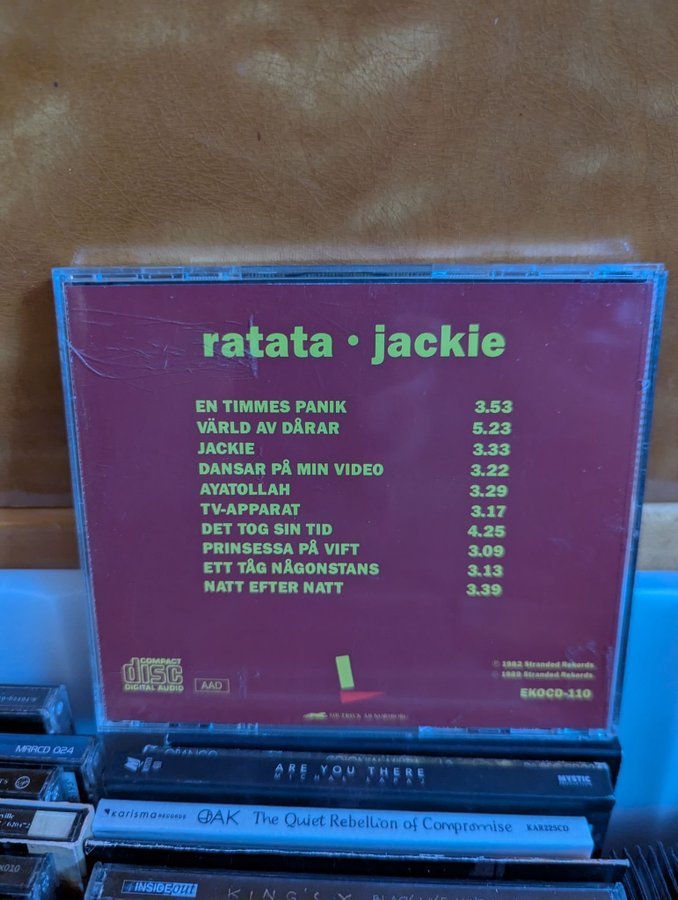 ratata • jackie
EN TIMMES PANIK 3.53
VÄRLD AV DÅRAR 5.23
JACKIE 3.33
DANSAR PÅ MIN VIDEO 3.22
AYATOLLAH 3.29
TV-APPARAT 3.17
DET TOG SIN TID 4.25
PRINSESSA PÅ VIFT 3.09
ETT TÅG NÅGONSTANS 3.13
NATT EFTER NATT 3.39
COMPACT
disc
DIGITAL AUDIO
AAD
℗ 1982 Stranded Rekords
© 1989 Stranded Rekords
EKOCD-110
MRRCD 024
ARE YOU THERE
MYSTIC
Karisma RECORDS OAK The Quiet Rebellion of Compromise KAR225CD
INSIDEOUT KING'S X